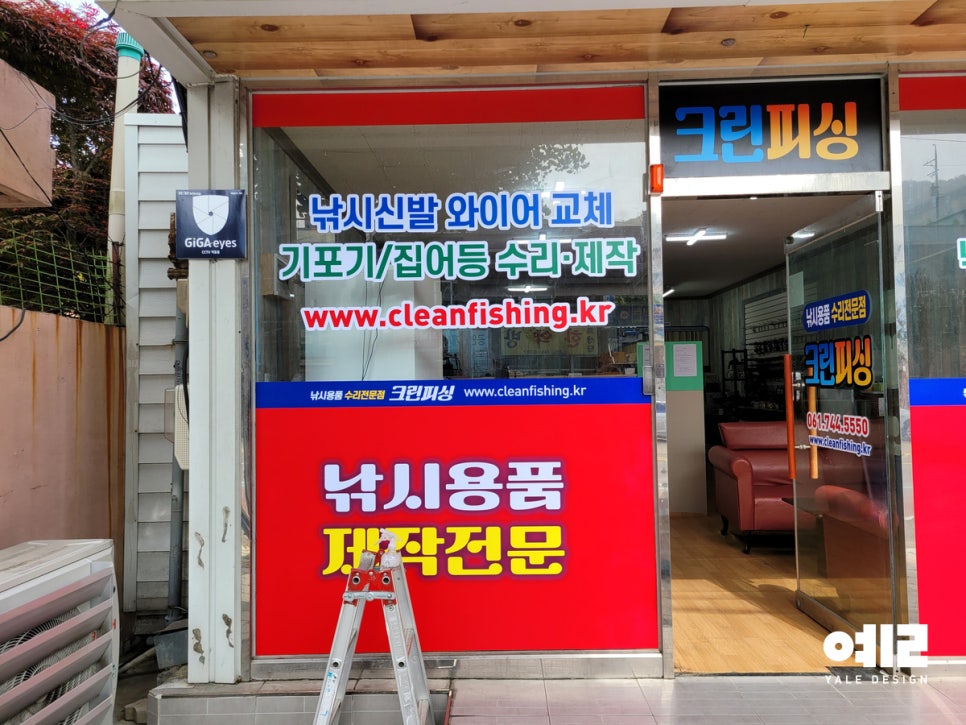 크린피싱
낚시신발 와이어 교체
기포기/집어등 수리·제작
www.cleanfishing.kr
GiGA eyes
낚시용품 수리전문점 크린피싱 www.cleanfishing.kr
낚시용품
제작전문
낚시용품 수리전문점
크린피싱
061.744.5550
www.cleanfishing.kr
예일
YALE DESIGN